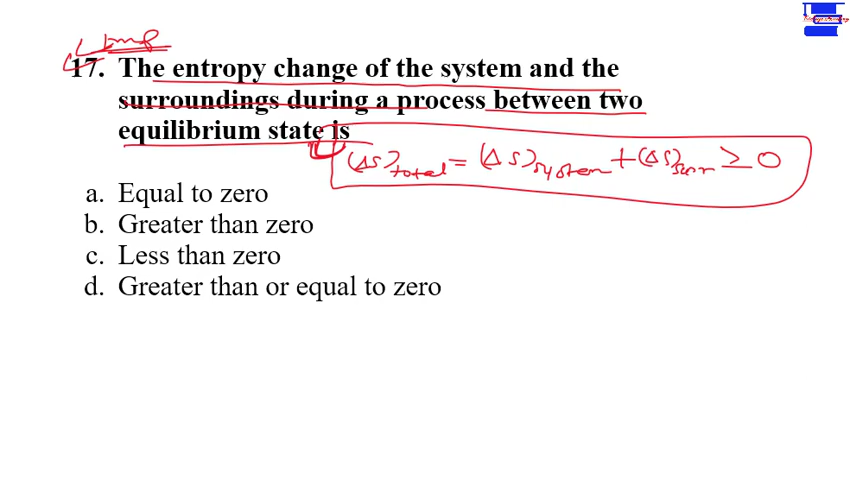 Imp
17. The entropy change of the system and the
surroundings during a process between two
equilibrium state is
(ΔS)total = (ΔS)system + (ΔS)surr ≥ 0
a. Equal to zero
b. Greater than zero
c. Less than zero
d. Greater than or equal to zero